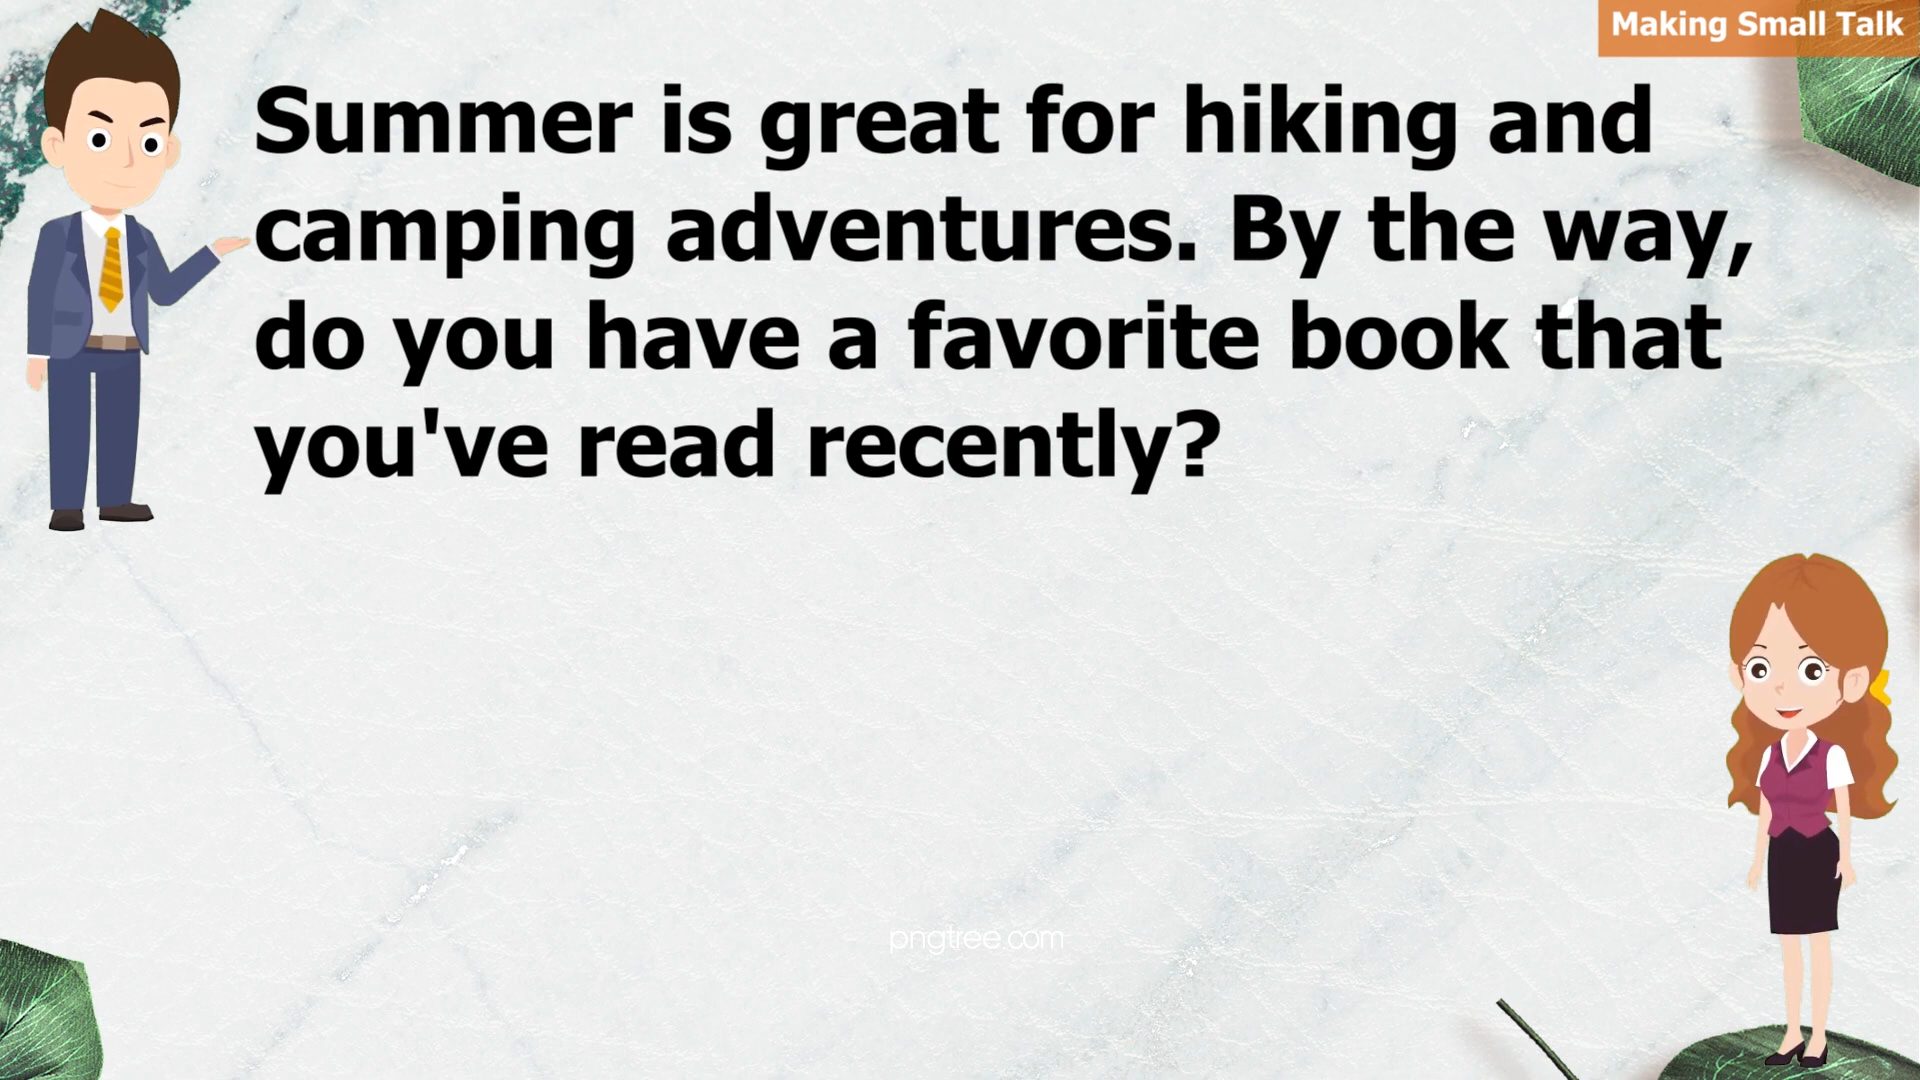 Making Small Talk
Summer is great for hiking and
camping adventures. By the way,
do you have a favorite book that
you've read recently?
pngtree.com